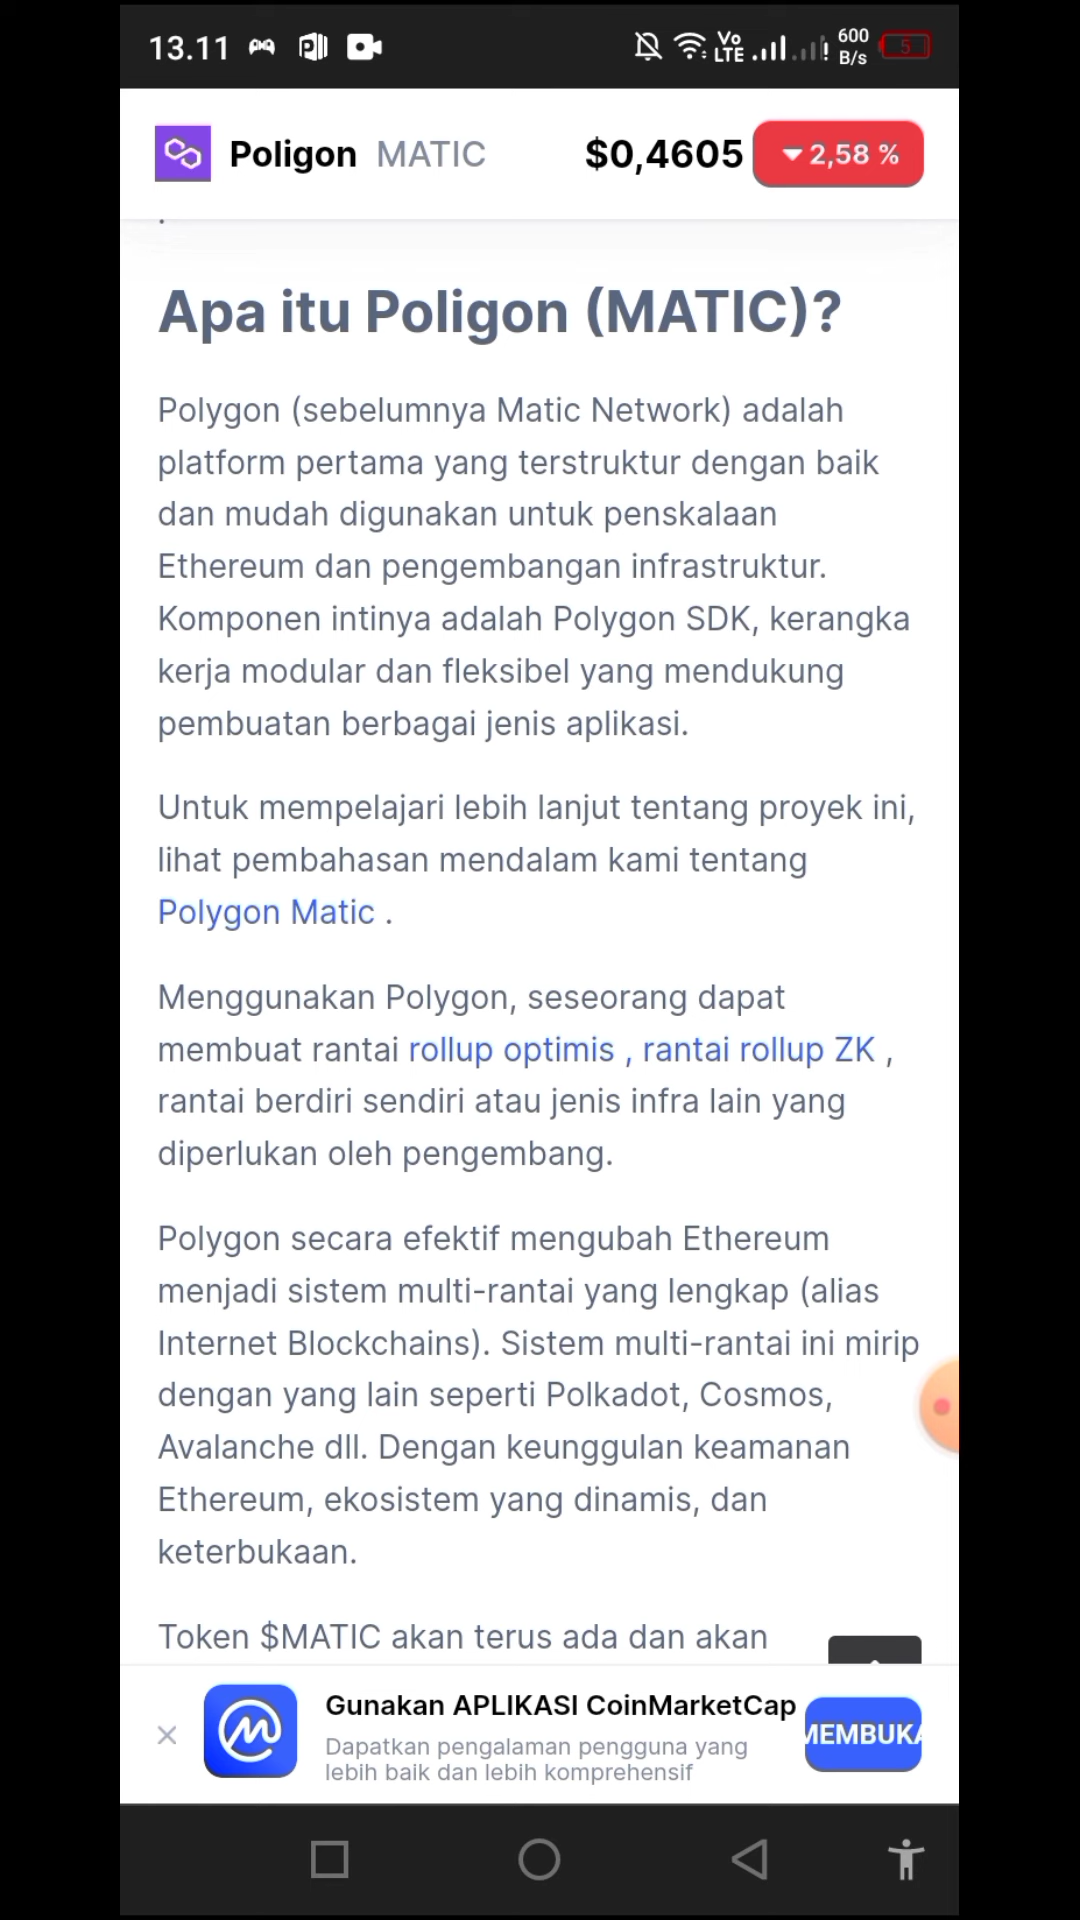 13.11
Vo
LTE
600
B/s
5
Poligon MATIC
$0,4605
2,58 %
Apa itu Poligon (MATIC)?
Polygon (sebelumnya Matic Network) adalah
platform pertama yang terstruktur dengan baik
dan mudah digunakan untuk penskalaan
Ethereum dan pengembangan infrastruktur.
Komponen intinya adalah Polygon SDK, kerangka
kerja modular dan fleksibel yang mendukung
pembuatan berbagai jenis aplikasi.
Untuk mempelajari lebih lanjut tentang proyek ini,
lihat pembahasan mendalam kami tentang
Polygon Matic .
Menggunakan Polygon, seseorang dapat
membuat rantai rollup optimis , rantai rollup ZK ,
rantai berdiri sendiri atau jenis infra lain yang
diperlukan oleh pengembang.
Polygon secara efektif mengubah Ethereum
menjadi sistem multi-rantai yang lengkap (alias
Internet Blockchains). Sistem multi-rantai ini mirip
dengan yang lain seperti Polkadot, Cosmos,
Avalanche dll. Dengan keunggulan keamanan
Ethereum, ekosistem yang dinamis, dan
keterbukaan.
Token $MATIC akan terus ada dan akan
Gunakan APLIKASI CoinMarketCap
Dapatkan pengalaman pengguna yang
lebih baik dan lebih komprehensif
MEMBUKA